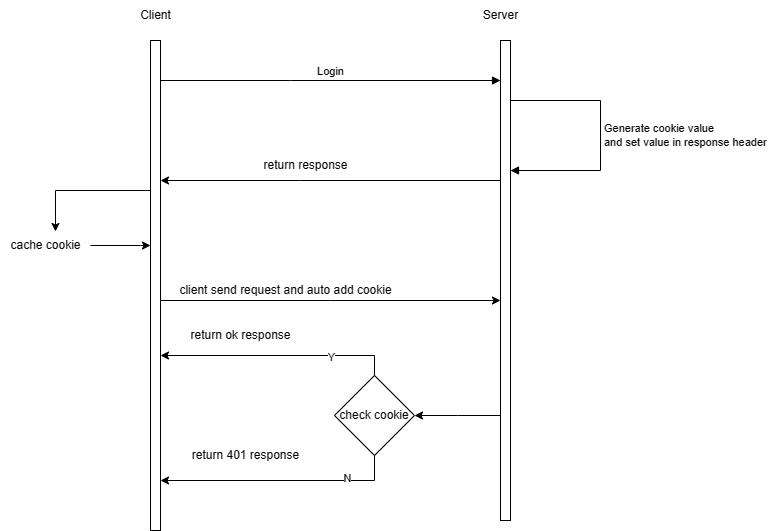 Client
Server
Login
Generate cookie value
and set value in response header
return response
cache cookie
client send request and auto add cookie
return ok response
Y
check cookie
return 401 response
N